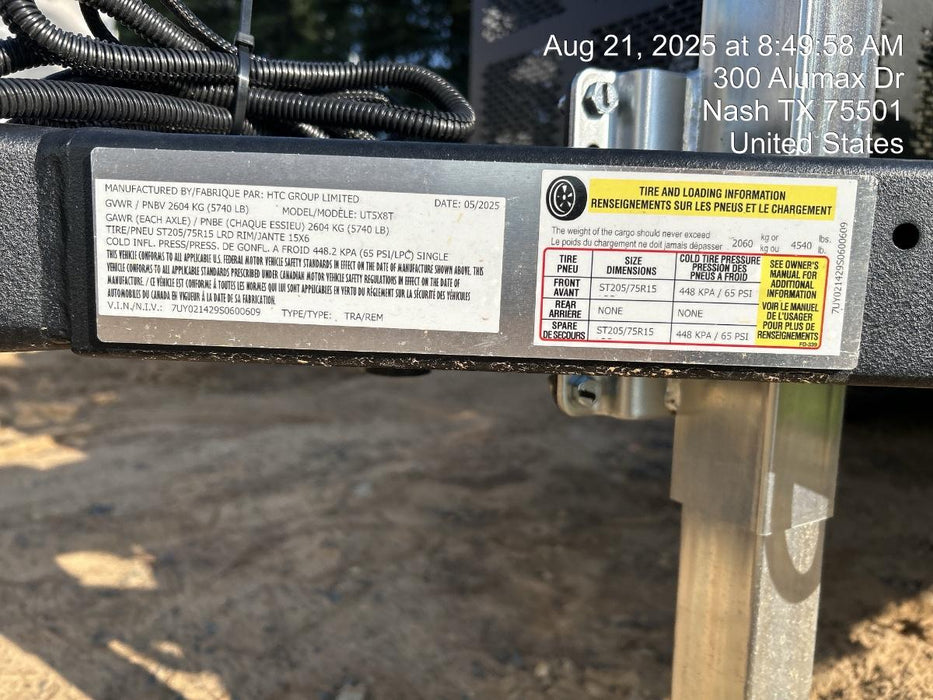 Aug 21, 2025 at 8:49:58 AM
300 Alumax Dr
Nash TX 75501
United States
MANUFACTURED BY/FABRIQUE PAR: HTC GROUP LIMITED
GVWR / PNBV 2604 KG (5740 LB) DATE: 05/2025
MODEL/MODÈLE: UT5X8T
GAWR (EACH AXLE) / PNBE (CHAQUE ESSIEU) 2604 KG (5740 LB)
TIRE/PNEU ST205/75R15 LRD RIM/JANTE 15X6
COLD INFL. PRESS/PRESS. DE GONFL. A FROID 448.2 KPA (65 PSI/LPC) SINGLE
THIS VEHICLE CONFORMS TO ALL APPLICABLE U.S. FEDERAL MOTOR VEHICLE SAFETY STANDARDS IN EFFECT ON THE DATE OF MANUFACTURE SHOWN ABOVE. THIS
VEHICLE CONFORMS TO ALL APPLICABLE STANDARDS PRESCRIBED UNDER CANADIAN MOTOR VEHICLE SAFETY REGULATIONS IN EFFECT ON THE DATE OF
MANUFACTURE. / CE VÉHICULE EST CONFORME À TOUTES LES NORMES QUI LUI SONT APPLICABLES EN VERTU DU RÈGLEMENT SUR LA SÉCURITÉ DES VÉHICULES
AUTOMOBILES DU CANADA EN VIGUEUR À LA DATE DE SA FABRICATION.
V.I.N./N.I.V.: 7UY021429S0600609 TYPE/TYPE: TRA/REM
TIRE AND LOADING INFORMATION
RENSEIGNEMENTS SUR LES PNEUS ET LE CHARGEMENT
The weight of the cargo should never exceed
Le poids du chargement ne doit jamais dépasser 2060 kg or kg ou 4540 lbs. lb.
TIRE PNEU SIZE DIMENSIONS COLD TIRE PRESSURE PRESSION DES PNEUS A FROID
FRONT AVANT ST205/75R15 448 KPA / 65 PSI
REAR ARRIÈRE NONE NONE
SPARE DE SECOURS ST205/75R15 448 KPA / 65 PSI
SEE OWNER'S
MANUAL FOR
ADDITIONAL
INFORMATION
VOIR LE MANUEL
DE L'USAGER
POUR PLUS DE
RENSEIGNEMENTS
FO-339
7UY021429S0600609